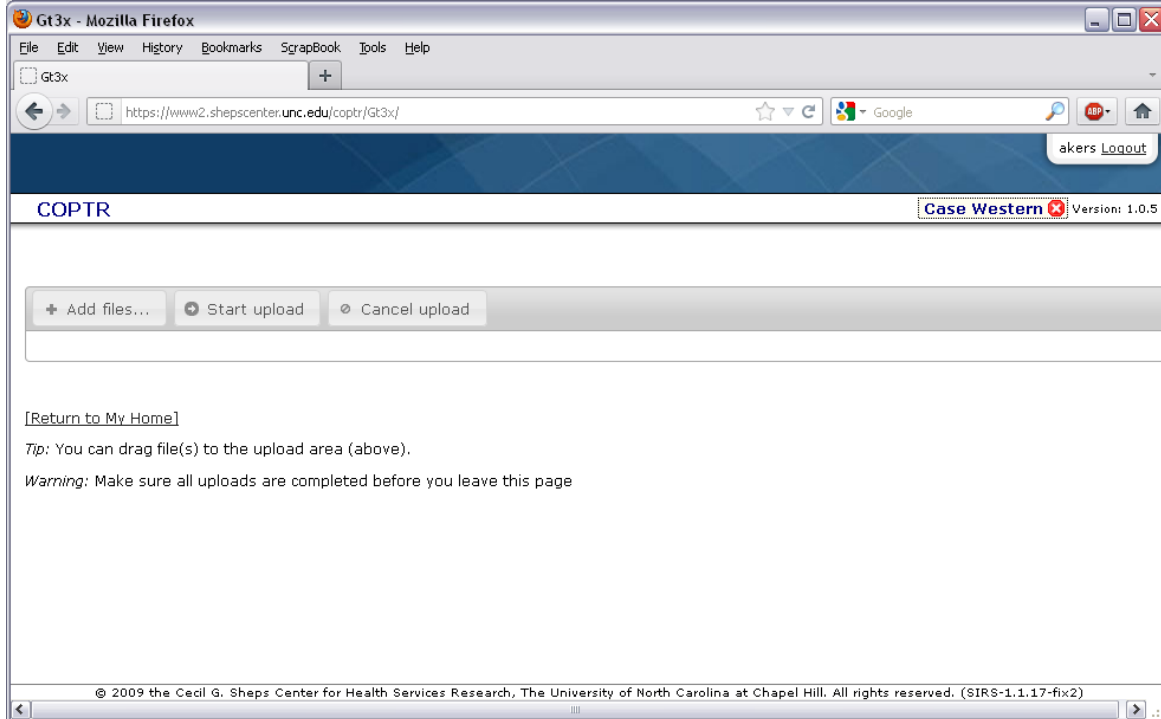 Gt3x - Mozilla Firefox
File Edit View History Bookmarks ScrapBook Tools Help
Gt3x
https://www2.shepscenter.unc.edu/coptr/Gt3x/ Google ABP
akers Logout
COPTR Case Western Version: 1.0.5
Add files... Start upload Cancel upload
[Return to My Home]
Tip: You can drag file(s) to the upload area (above).
Warning: Make sure all uploads are completed before you leave this page
© 2009 the Cecil G. Sheps Center for Health Services Research, The University of North Carolina at Chapel Hill. All rights reserved. (SIRS-1.1.17-fix2)